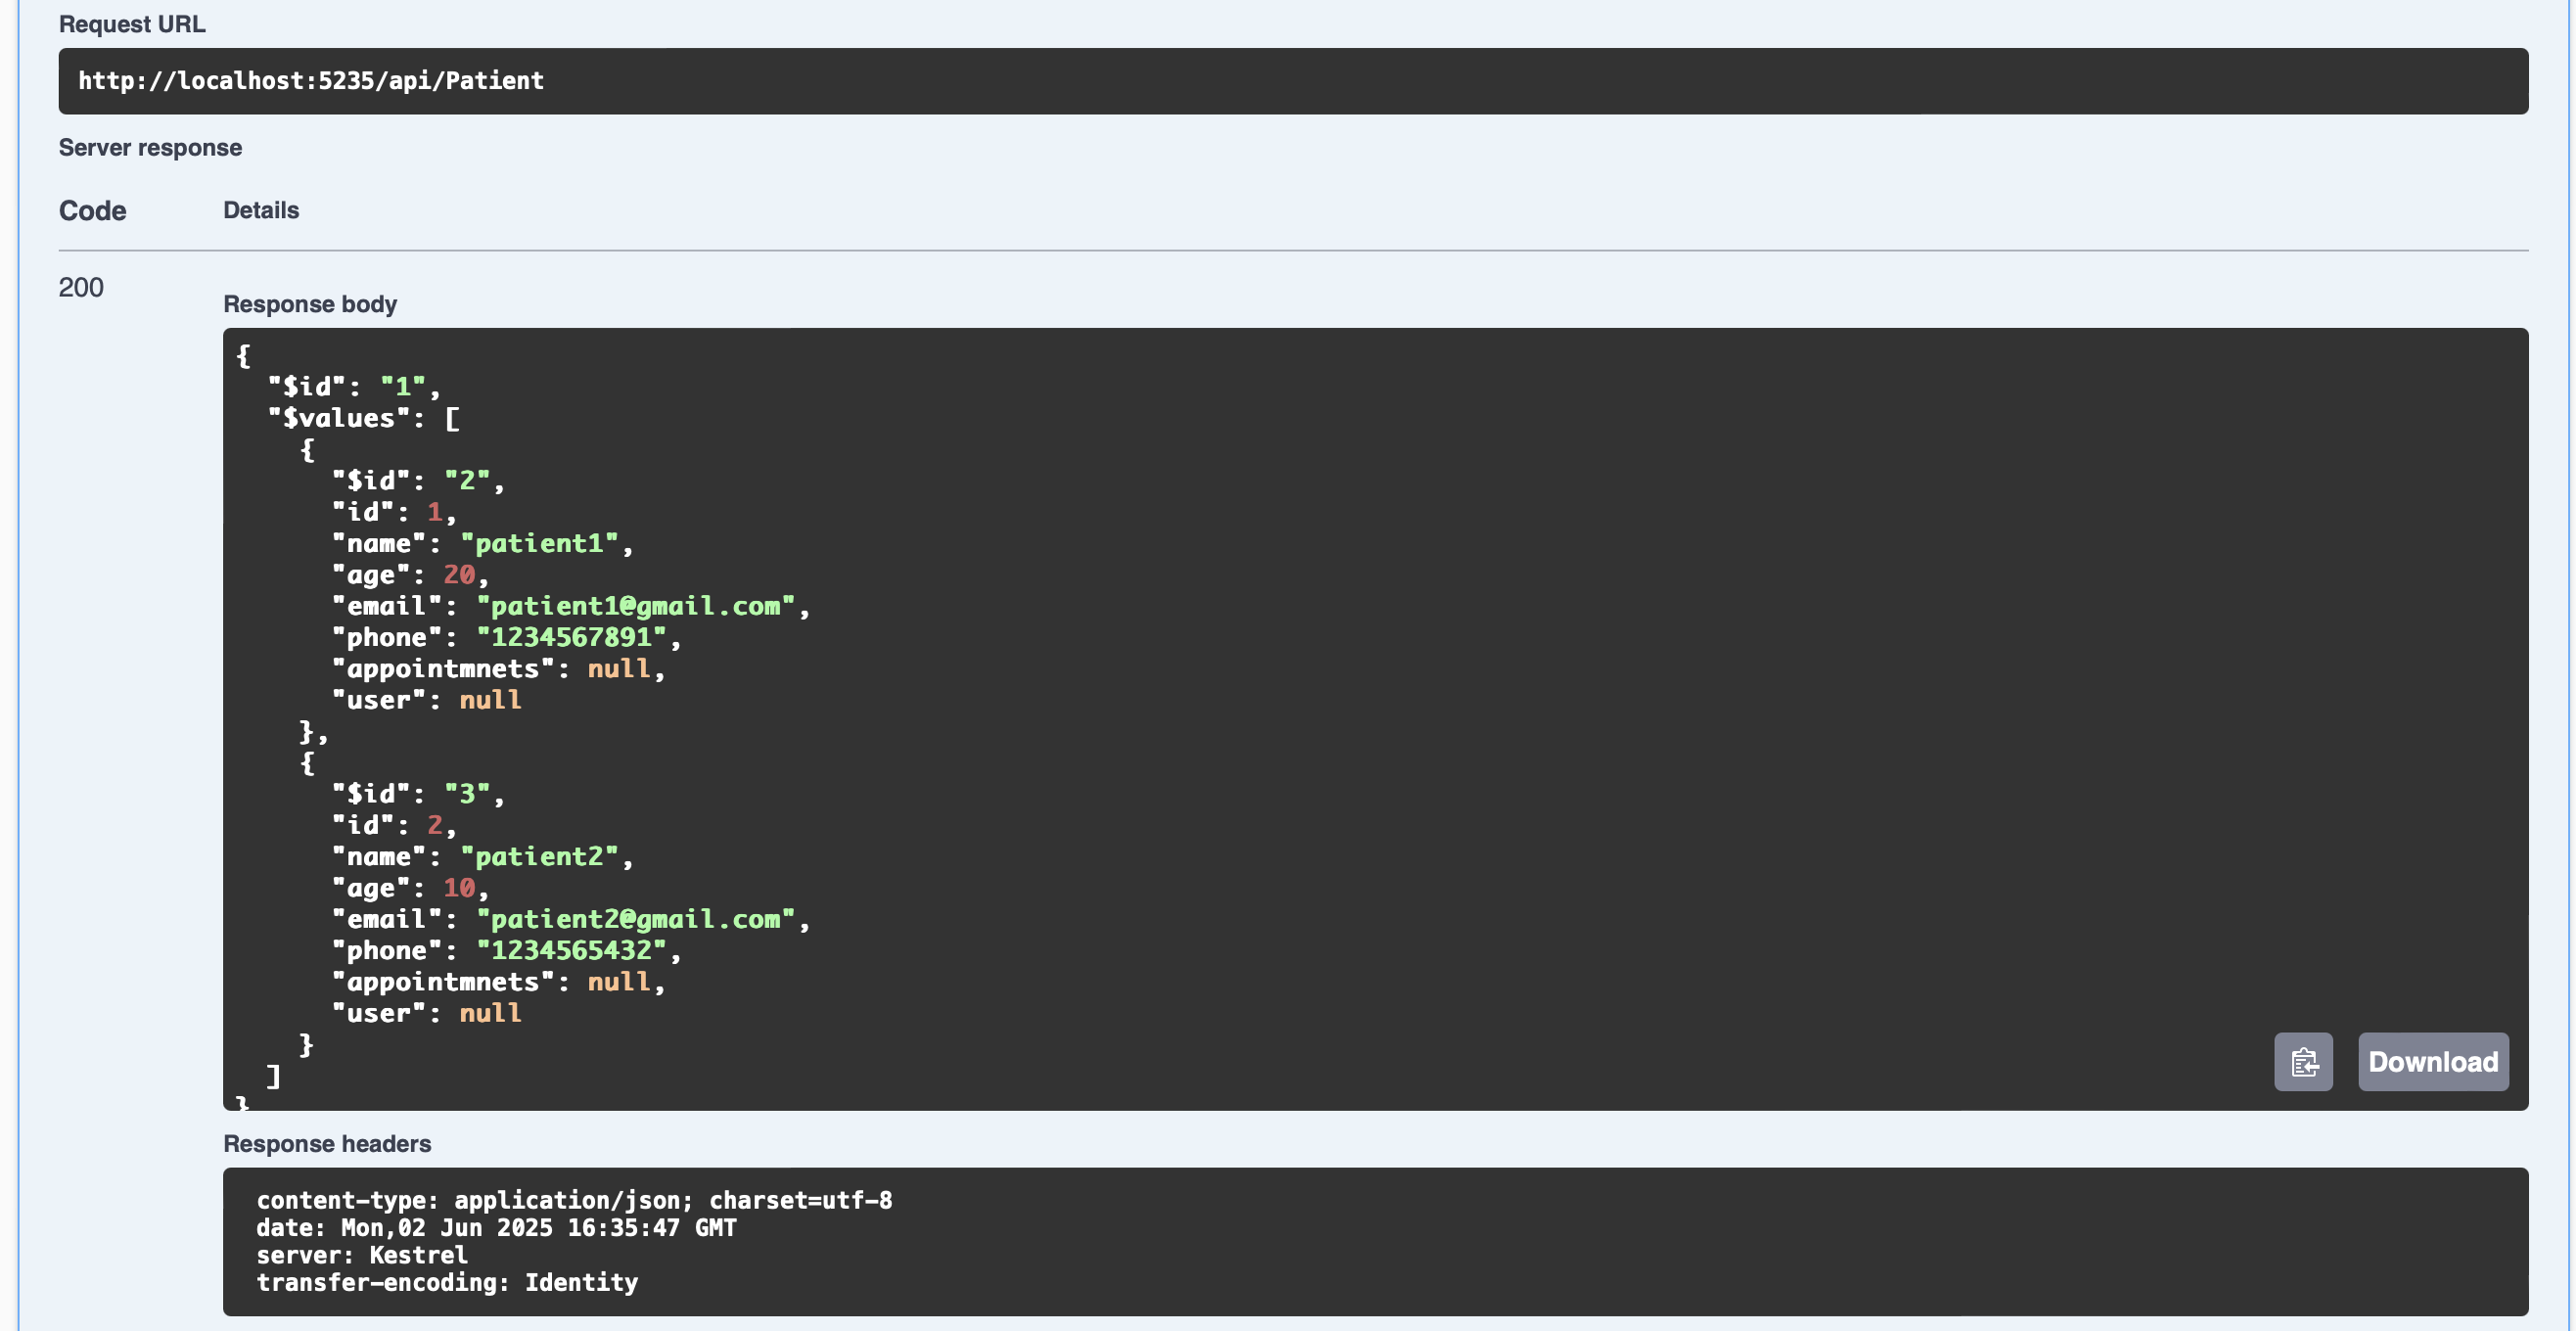 Request URL
http://localhost:5235/api/Patient
Server response
Code Details
200
Response body
{
"$id": "1",
"$values": [
{
"$id": "2",
"id": 1,
"name": "patient1",
"age": 20,
"email": "patient1@gmail.com",
"phone": "1234567891",
"appointmnets": null,
"user": null
},
{
"$id": "3",
"id": 2,
"name": "patient2",
"age": 10,
"email": "patient2@gmail.com",
"phone": "1234565432",
"appointmnets": null,
"user": null
}
]
}
Download
Response headers
content-type: application/json; charset=utf-8
date: Mon,02 Jun 2025 16:35:47 GMT
server: Kestrel
transfer-encoding: Identity